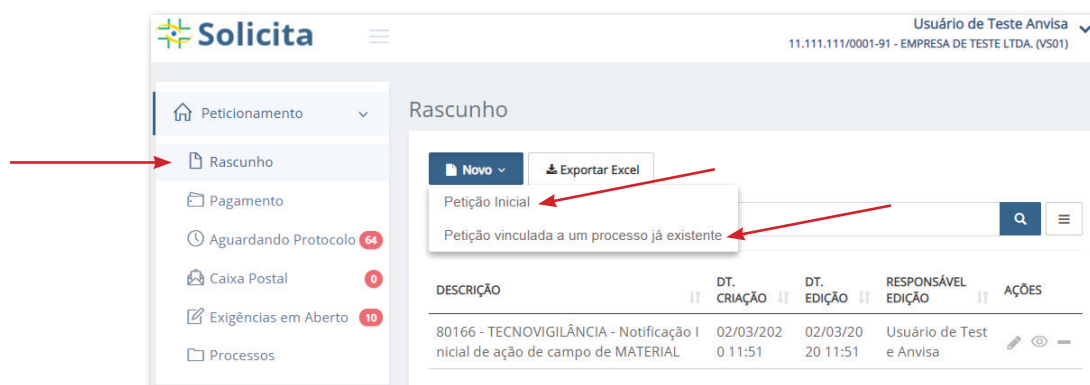 Solicita
Usuário de Teste Anvisa
11.111.111/0001-91 - EMPRESA DE TESTE LTDA. (VS01)
Peticionamento
Rascunho
Pagamento
Aguardando Protocolo 64
Caixa Postal 0
Exigências em Aberto 10
Processos
Rascunho
Novo
Exportar Excel
Petição Inicial
Petição vinculada a um processo já existente
DESCRIÇÃO
DT. CRIAÇÃO
DT. EDIÇÃO
RESPONSÁVEL EDIÇÃO
AÇÕES
80166 - TECNOVIGILÂNCIA - Notificação I
nicial de ação de campo de MATERIAL
02/03/202
0 11:51
02/03/20
20 11:51
Usuário de Test
e Anvisa